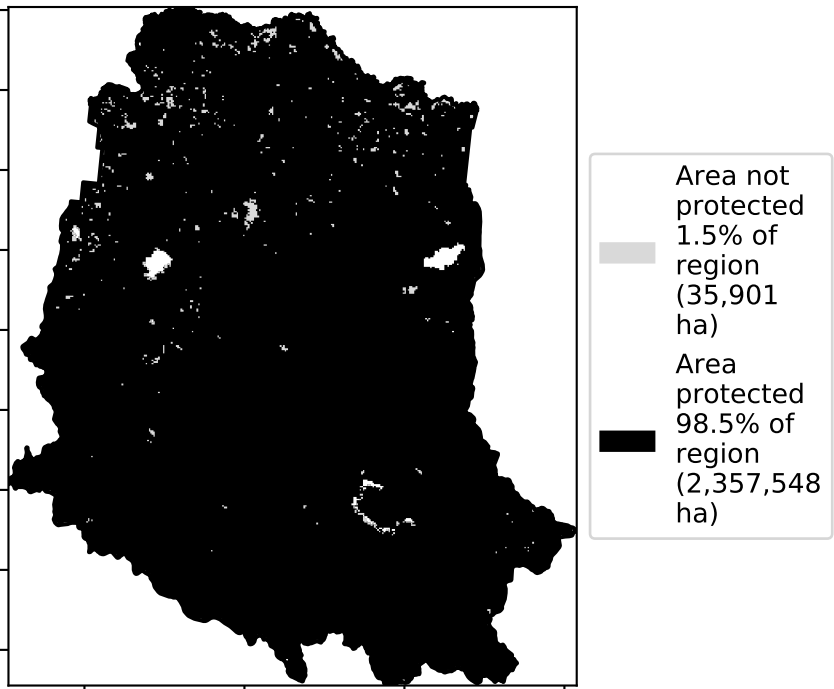 Area not
protected
1.5% of
region
(35,901
ha)
Area
protected
98.5% of
region
(2,357,548
ha)